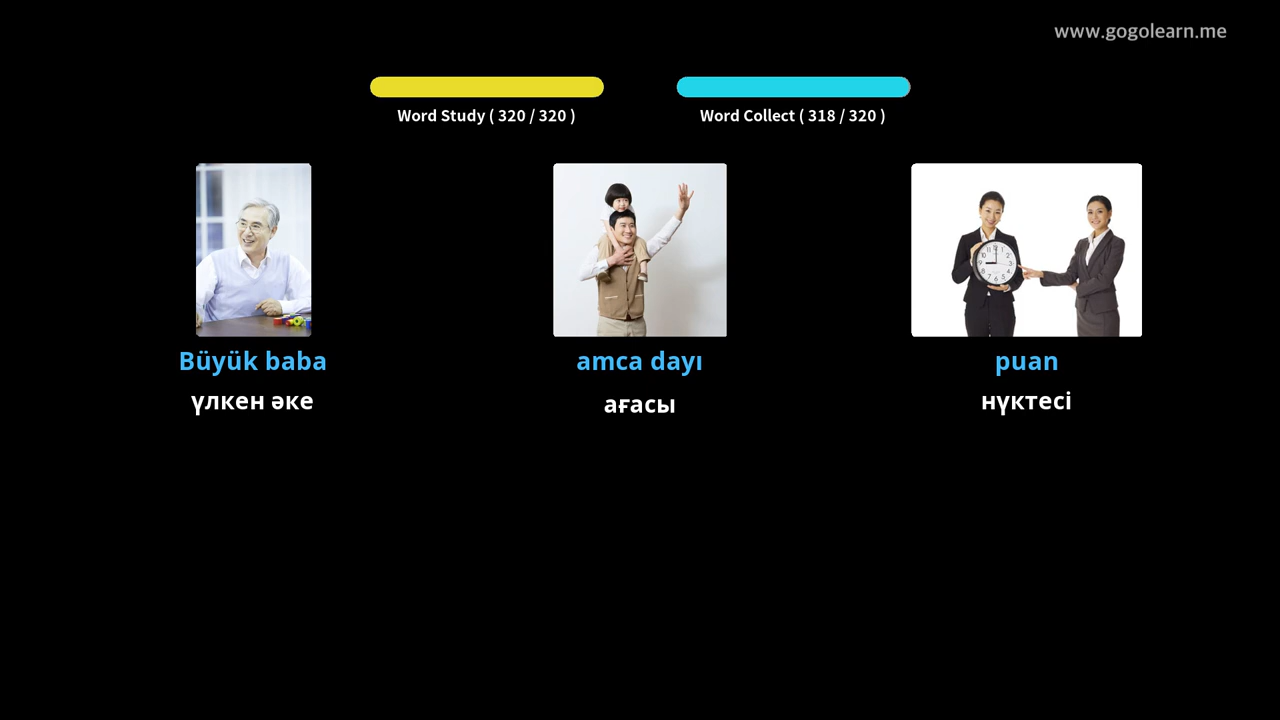 www.gogolearn.me
Word Study ( 320 / 320 )
Word Collect ( 318 / 320 )
Büyük baba
үлкен әке
amca dayı
ағасы
puan
нүктесі